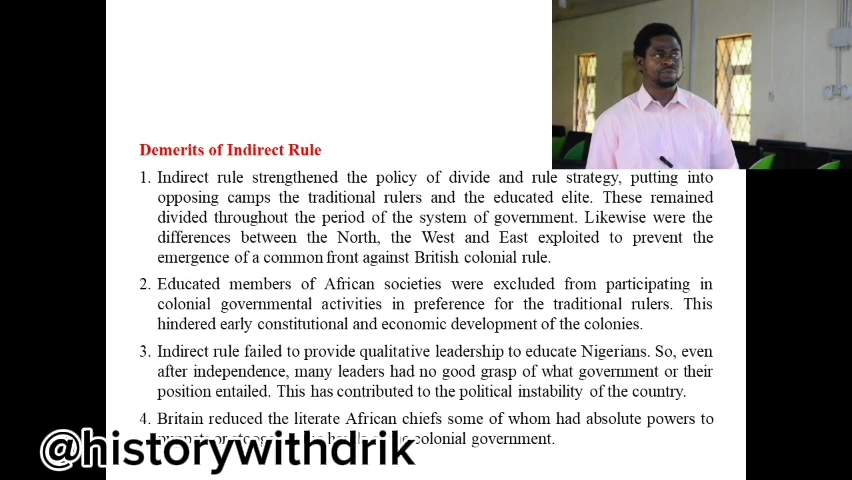 Demerits of Indirect Rule
1. Indirect rule strengthened the policy of divide and rule strategy, putting into
opposing camps the traditional rulers and the educated elite. These remained
divided throughout the period of the system of government. Likewise were the
differences between the North, the West and East exploited to prevent the
emergence of a common front against British colonial rule.
2. Educated members of African societies were excluded from participating in
colonial governmental activities in preference for the traditional rulers. This
hindered early constitutional and economic development of the colonies.
3. Indirect rule failed to provide qualitative leadership to educate Nigerians. So, even
after independence, many leaders had no good grasp of what government or their
position entailed. This has contributed to the political instability of the country.
4. Britain reduced the literate African chiefs some of whom had absolute powers to
colonial government.
@historywithdrik